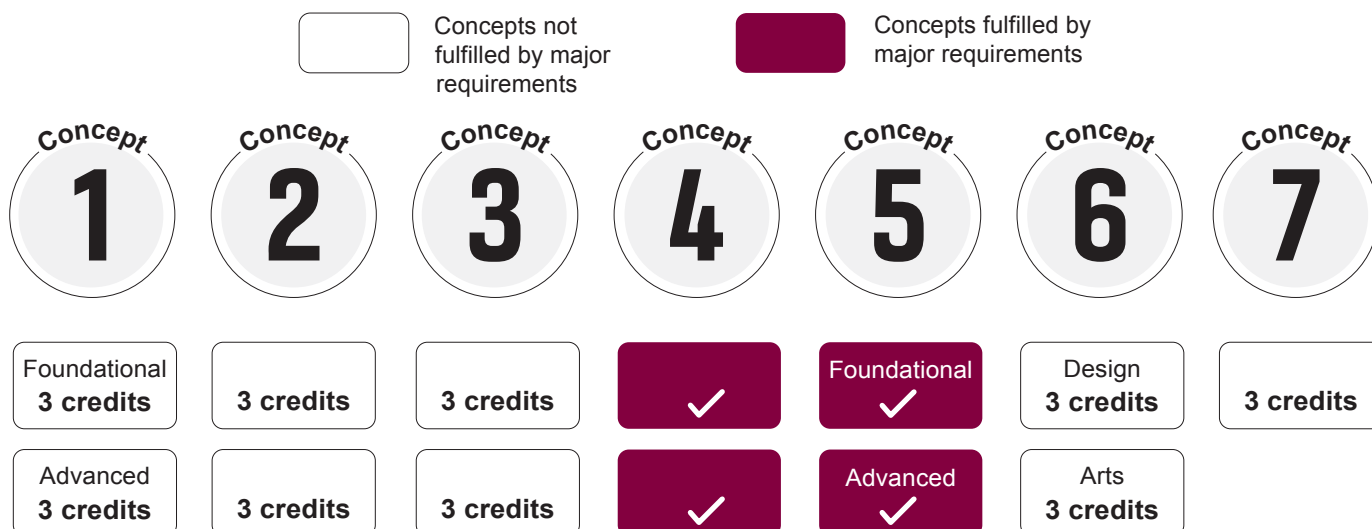 Concepts not
fulfilled by major
requirements
Concepts fulfilled by
major requirements
Concept
1
Concept
2
Concept
3
Concept
4
Concept
5
Concept
6
Concept
7
Foundational
3 credits
3 credits
3 credits
✓
Foundational
✓
Design
3 credits
3 credits
Advanced
3 credits
3 credits
3 credits
✓
Advanced
✓
Arts
3 credits